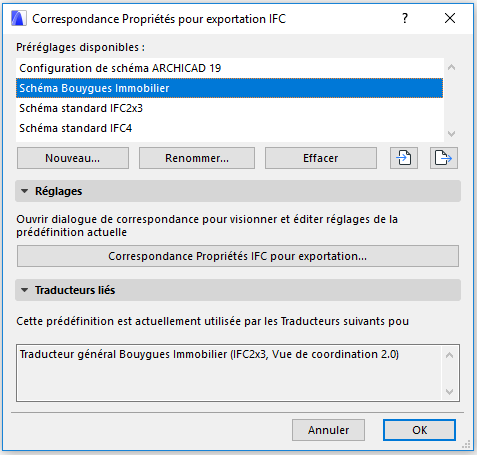 Correspondance Propriétés pour exportation IFC
?
Préréglages disponibles :
Configuration de schéma ARCHICAD 19
Schéma Bouygues Immobilier
Schéma standard IFC2x3
Schéma standard IFC4
Nouveau... Renommer... Effacer
Réglages
Ouvrir dialogue de correspondance pour visionner et éditer réglages de la
prédéfinition actuelle
Correspondance Propriétés IFC pour exportation...
Traducteurs liés
Cette prédéfinition est actuellement utilisée par les Traducteurs suivants pou
Traducteur général Bouygues Immobilier (IFC2x3, Vue de coordination 2.0)
Annuler OK